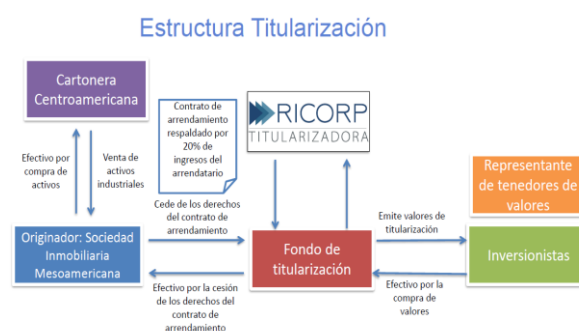 Estructura Titularización
Cartonera
Centroamericana
Contrato de
arrendamiento
respaldado por
20% de
ingresos del
arrendatario
RICORP
TITULARIZADORA
Efectivo por
compra de
activos
Venta de
activos
industriales
Representante
de tenedores de
valores
Cede de los derechos
del contrato de
arrendamiento
Emite valores de
titularización
Originador: Sociedad
Inmobiliaria
Mesoamericana
Fondo de
titularización
Inversionistas
Efectivo por la cesión
de los derechos del
contrato de
arrendamiento
Efectivo por la
compra de
valores